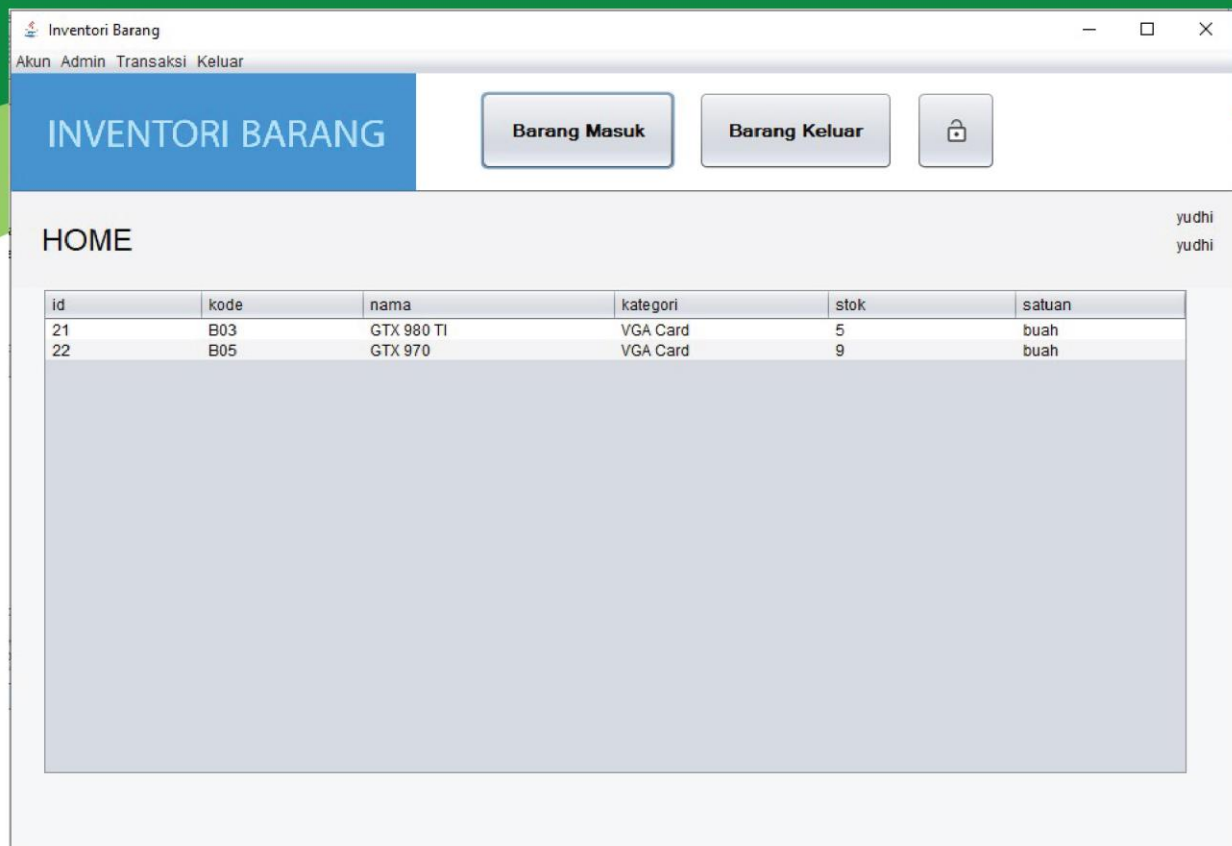 Inventori Barang
Akun Admin Transaksi Keluar
INVENTORI BARANG
Barang Masuk
Barang Keluar
yudhi
HOME
yudhi
id kode nama kategori stok satuan
21 B03 GTX 980 TI VGA Card 5 buah
22 B05 GTX 970 VGA Card 9 buah